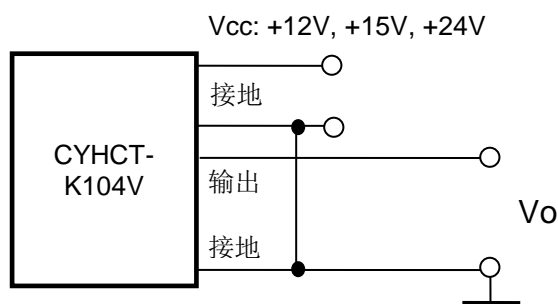 Vcc: +12V, +15V, +24V
接地
CYHCT-
K104V
输出
Vo
接地